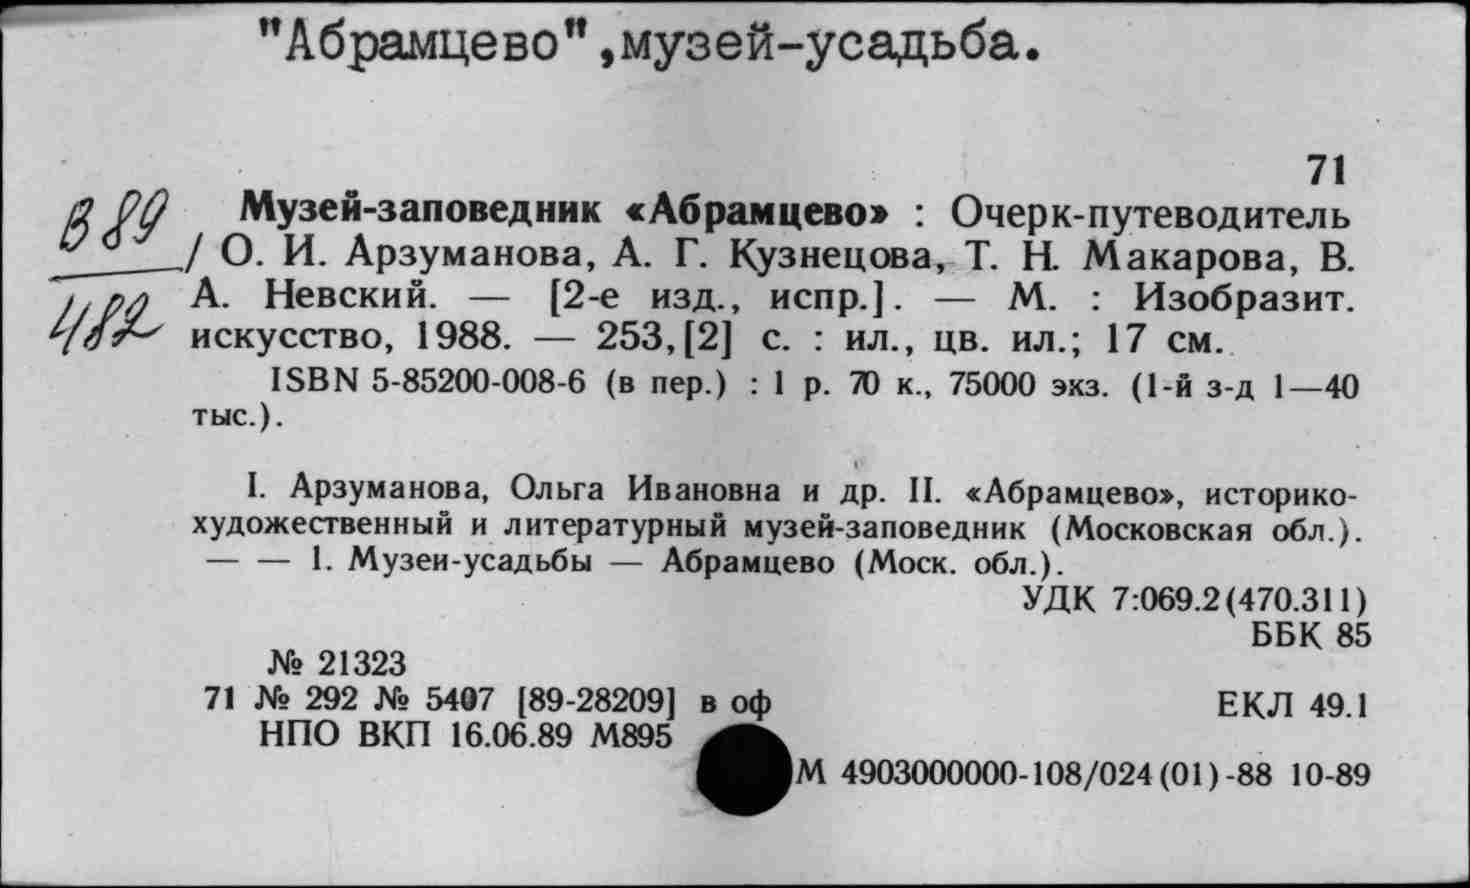 "Абрамцево",музей-усадьба.
71
В 89
482
Музей-заповедник «Абрамцево» : Очерк-путеводитель
/ О. И. Арзуманова, А. Г. Кузнецова, Т. Н. Макарова, В.
А. Невский. — [2-е изд., испр.]. — М. : Изобразит.
искусство, 1988. — 253,[2] с. : ил., цв. ил.; 17 см.
ISBN 5-85200-008-6 (в пер.) : 1 р. 70 к., 75000 экз. (1-й з-д 1—40
тыс.).
I. Арзуманова, Ольга Ивановна и др. II. «Абрамцево», историко-
художественный и литературный музей-заповедник (Московская обл.).
— — 1. Музеи-усадьбы — Абрамцево (Моск. обл.).
УДК 7:069.2(470.311)
ББК 85
№ 21323
71 № 292 № 5407 [89-28209] в оф
ЕКЛ 49.1
НПО ВКП 16.06.89 М895
М 4903000000-108/024(01)-88 10-89